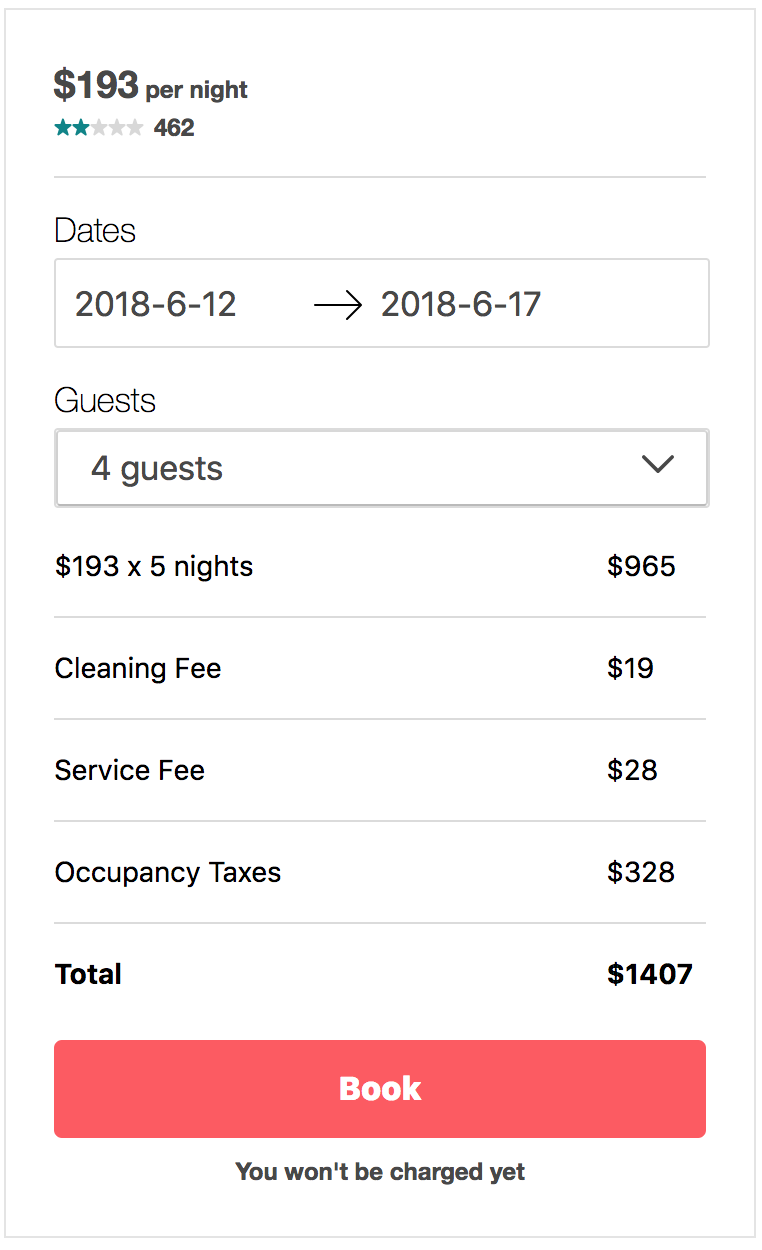 $193 per night
462
Dates
2018-6-12 2018-6-17
Guests
4 guests
$193 x 5 nights $965
Cleaning Fee $19
Service Fee $28
Occupancy Taxes $328
Total $1407
Book
You won't be charged yet